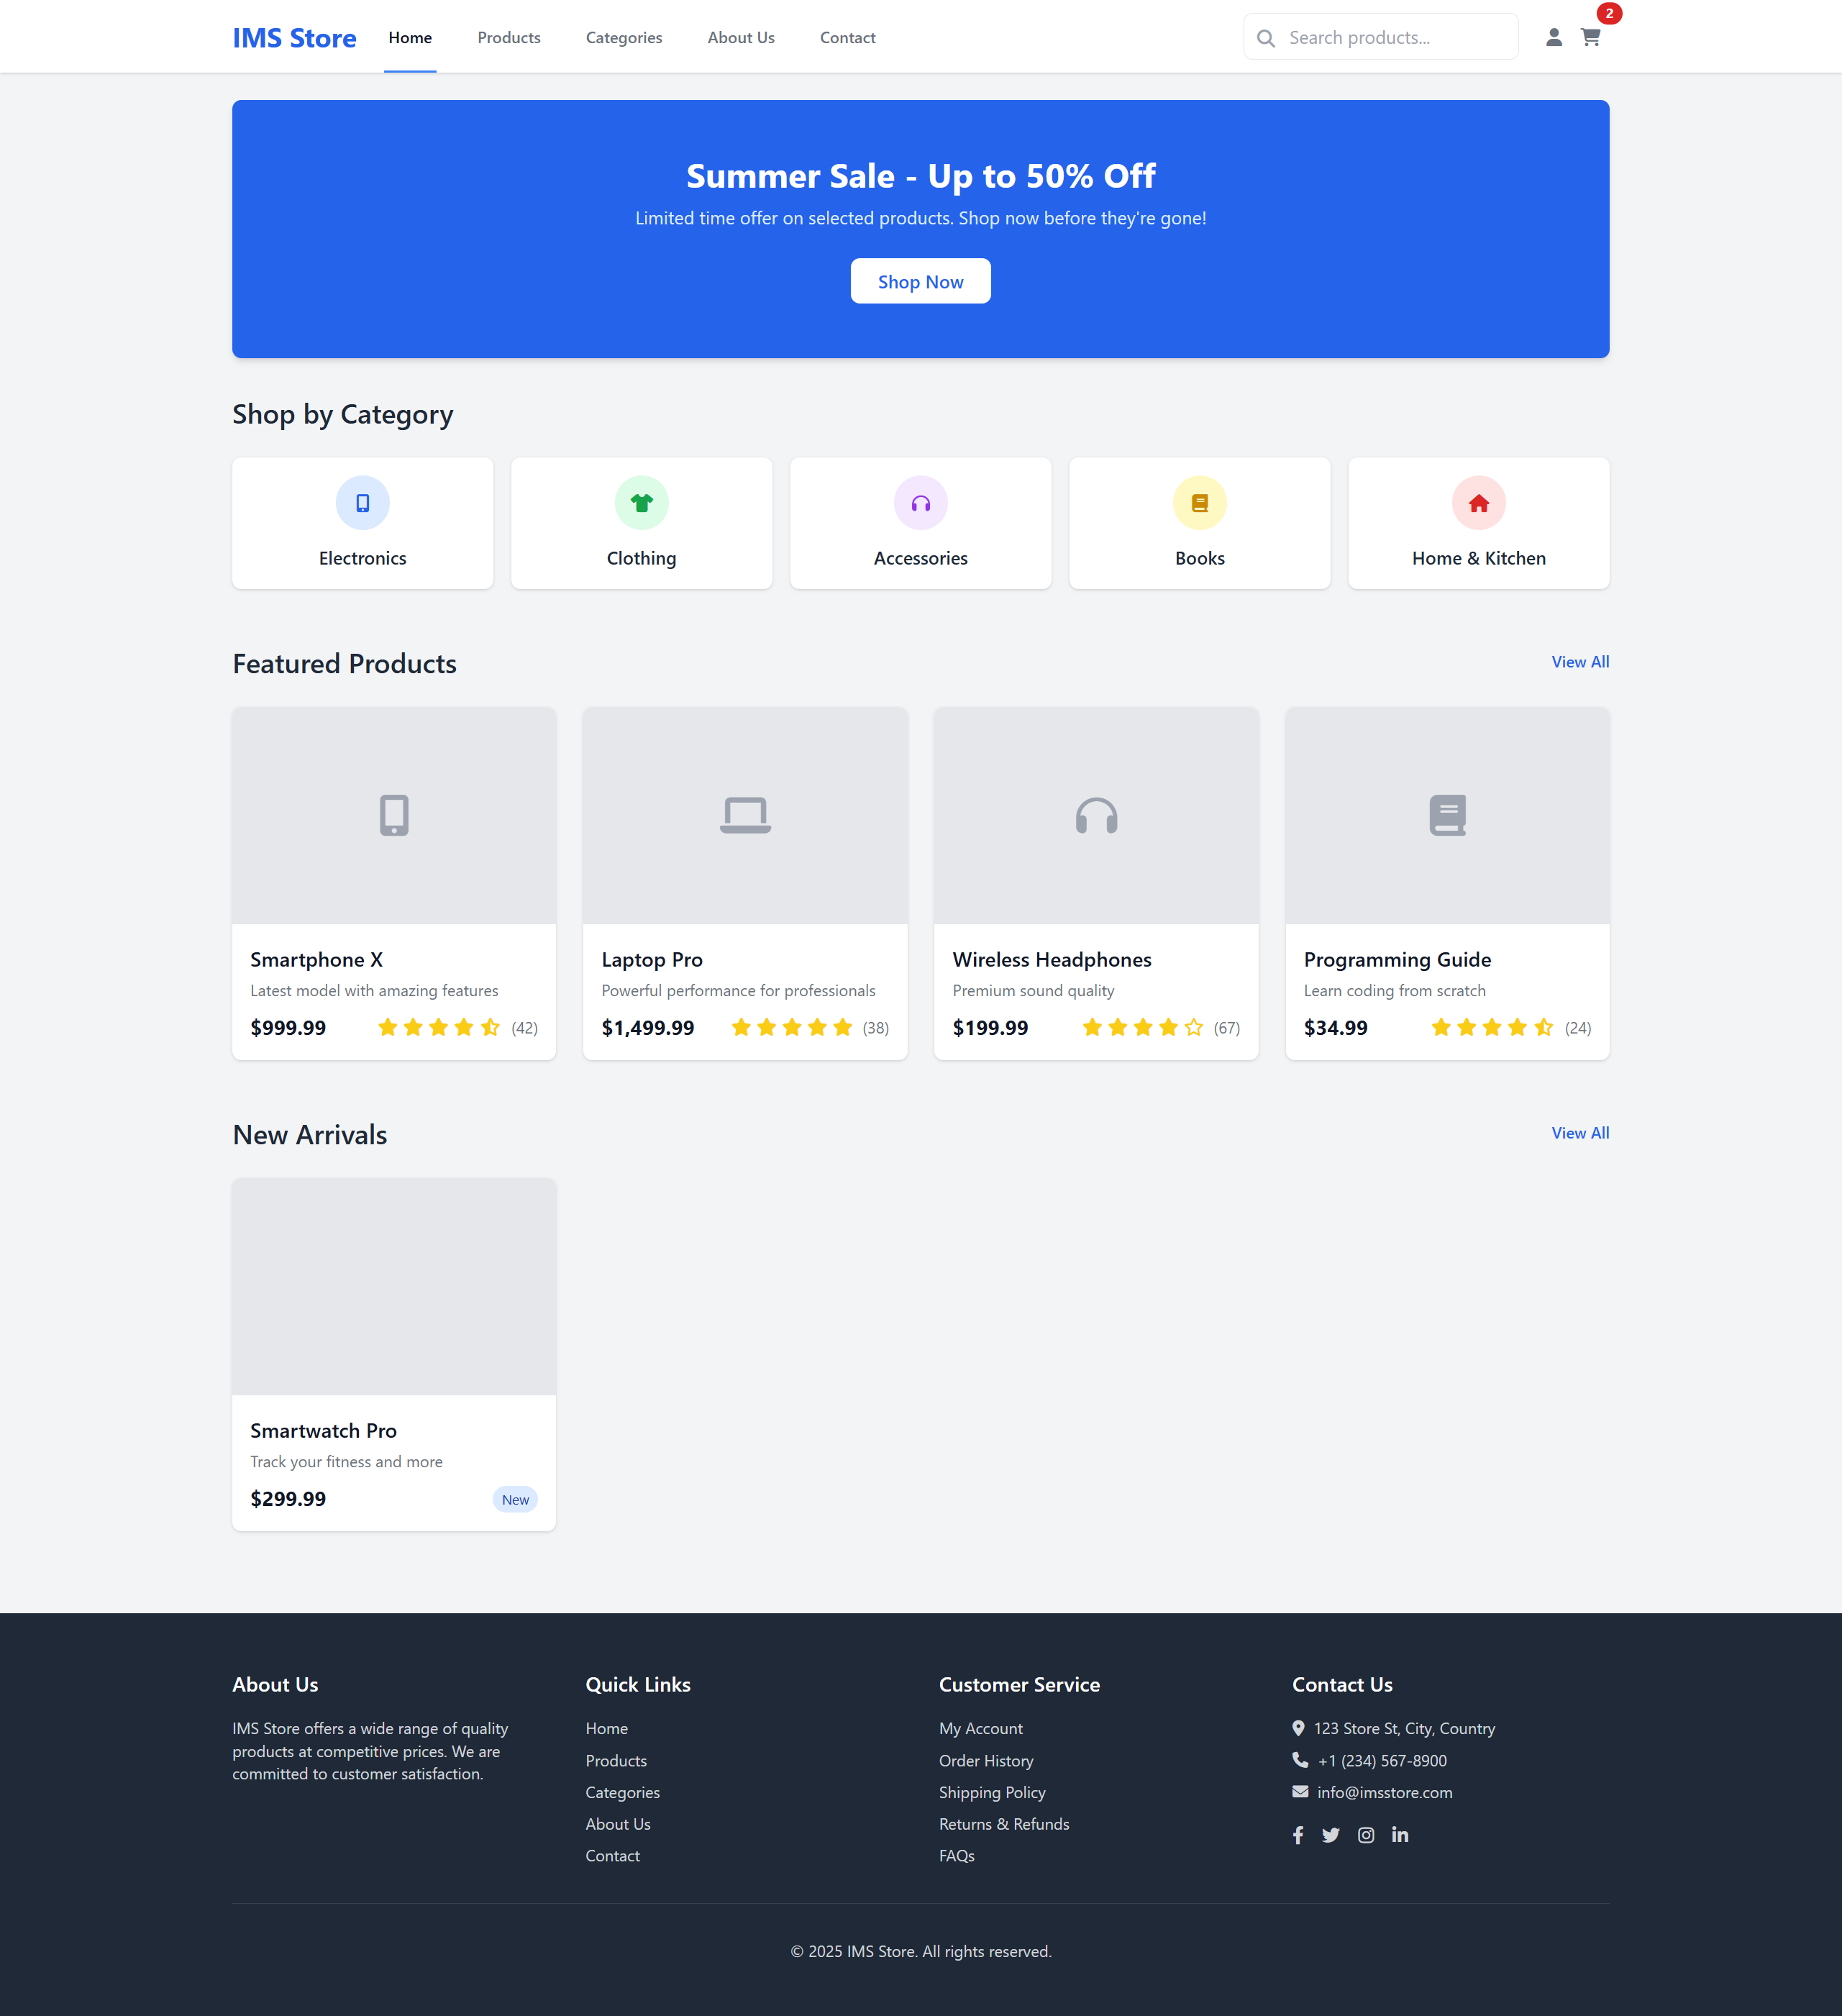 IMS Store
Home
Products
Categories
About Us
Contact
Search products...
2
Summer Sale - Up to 50% Off
Limited time offer on selected products. Shop now before they're gone!
Shop Now
Shop by Category
Electronics
Clothing
Accessories
Books
Home & Kitchen
Featured Products
View All
Smartphone X
Latest model with amazing features
$999.99
(42)
Laptop Pro
Powerful performance for professionals
$1,499.99
(38)
Wireless Headphones
Premium sound quality
$199.99
(67)
Programming Guide
Learn coding from scratch
$34.99
(24)
New Arrivals
View All
Smartwatch Pro
Track your fitness and more
$299.99
New
About Us
IMS Store offers a wide range of quality
products at competitive prices. We are
committed to customer satisfaction.
Quick Links
Home
Products
Categories
About Us
Contact
Customer Service
My Account
Order History
Shipping Policy
Returns & Refunds
FAQs
Contact Us
123 Store St, City, Country
+1 (234) 567-8900
info@imsstore.com
© 2025 IMS Store. All rights reserved.